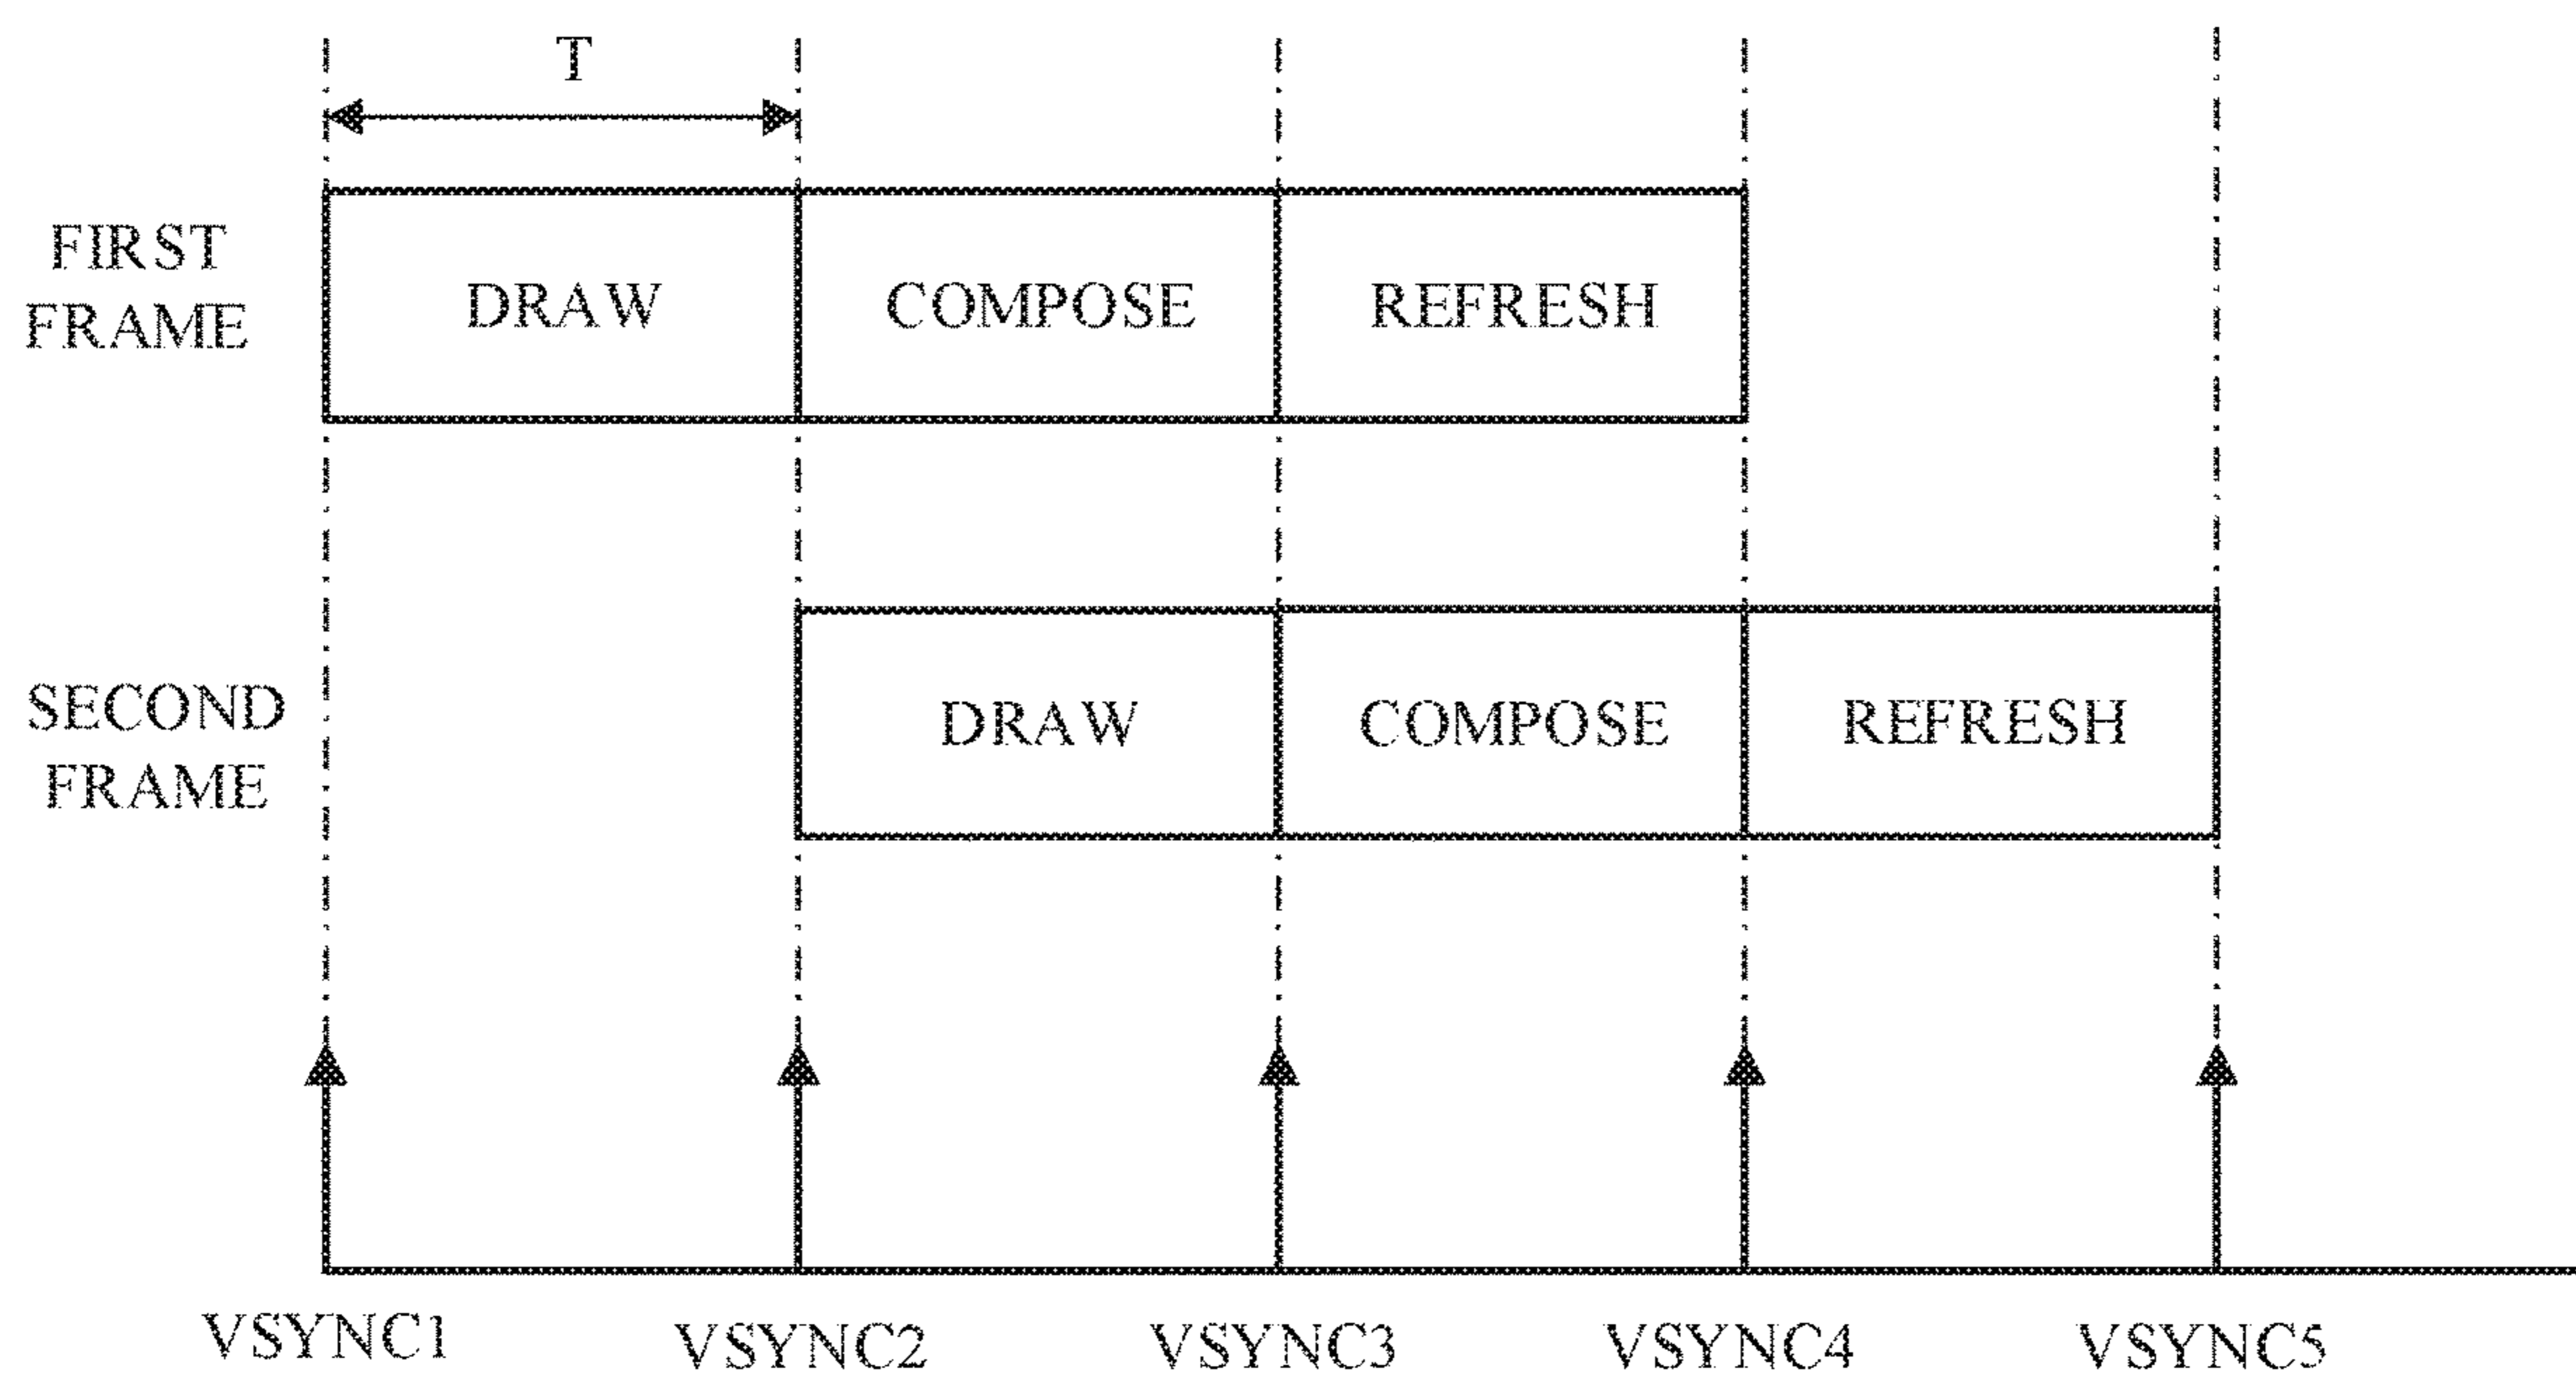 T
FIRST
FRAME
DRAW
COMPOSE
REFRESH
SECOND
FRAME
DRAW
COMPOSE
REFRESH
VSYNC1
VSYNC2
VSYNC3
VSYNC4
VSYNC5